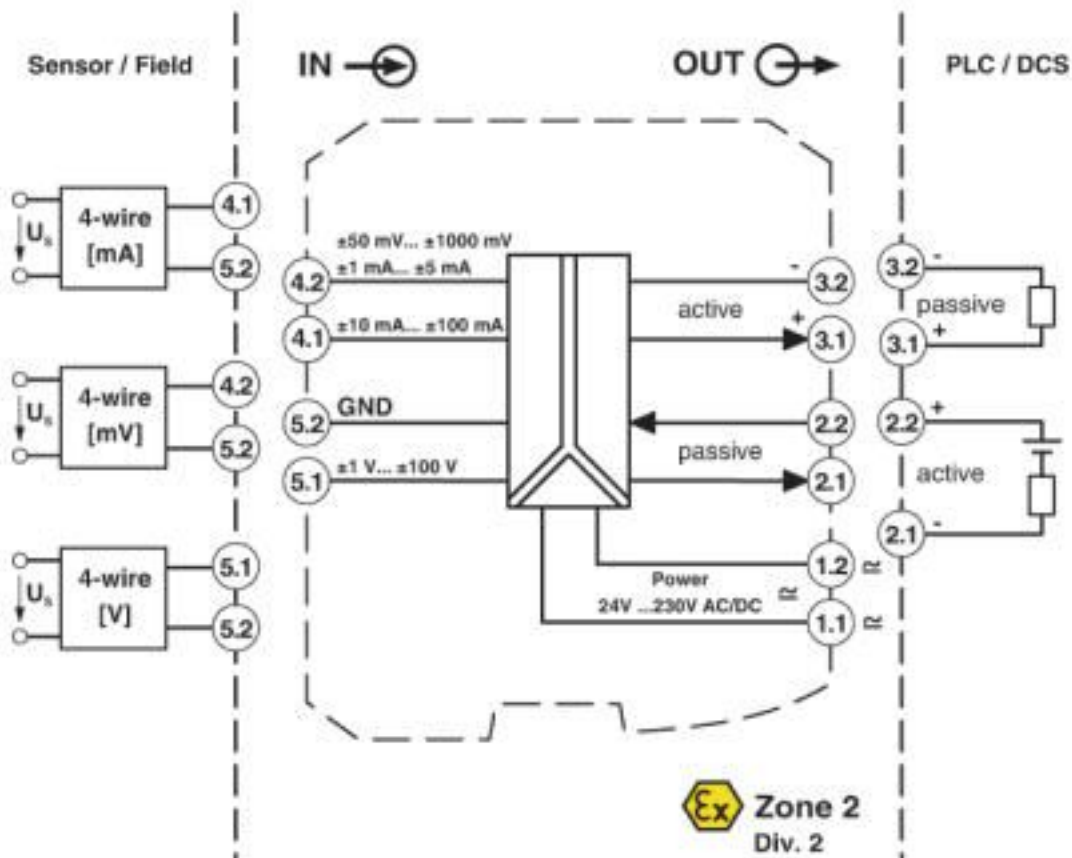 Sensor / Field
IN
OUT
PLC / DCS
4-wire
[mA]
Us
4.1
5.2
4-wire
[mV]
Us
4.2
5.2
4-wire
[V]
Us
5.1
5.2
±50 mV... ±1000 mV
±1 mA... ±5 mA
4.2
±10 mA... ±100 mA
4.1
GND
5.2
±1 V... ±100 V
5.1
-
3.2
active
+
3.1
2.2
passive
2.1
1.2
Power
24V ...230V AC/DC
1.1
3.2 -
passive
3.1 +
2.2 +
active
2.1 -
Ex Zone 2
Div. 2